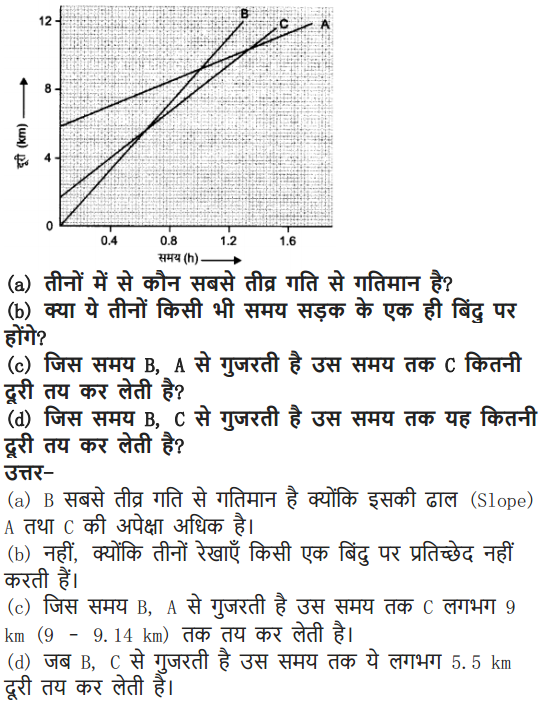 12
B
C
A
8
दूरी (km)
4
0
0.4 0.8 1.2 1.6
समय (h)
(a) तीनों में से कौन सबसे तीव्र गति से गतिमान है?
(b) क्या ये तीनों किसी भी समय सड़क के एक ही बिंदु पर
होंगे?
(c) जिस समय B, A से गुजरती है उस समय तक C कितनी
दूरी तय कर लेती है?
(d) जिस समय B, C से गुजरती है उस समय तक यह कितनी
दूरी तय कर लेती है?
उत्तर–
(a) B सबसे तीव्र गति से गतिमान है क्योंकि इसकी ढाल (Slope)
A तथा C की अपेक्षा अधिक है।
(b) नहीं, क्योंकि तीनों रेखाएँ किसी एक बिंदु पर प्रतिच्छेद नहीं
करती हैं।
(c) जिस समय B, A से गुजरती है उस समय तक C लगभग 9
km (9 - 9.14 km) तक तय कर लेती है।
(d) जब B, C से गुजरती है उस समय तक ये लगभग 5.5 km
दूरी तय कर लेती है।